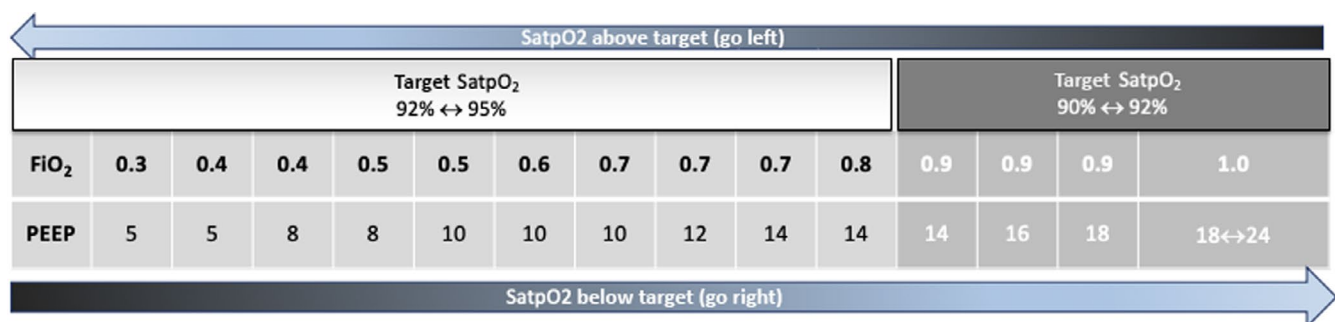 SatpO2 above target (go left)
Target SatpO₂
92% ↔ 95%
Target SatpO₂
90% ↔ 92%
FiO₂ 0.3 0.4 0.4 0.5 0.5 0.6 0.7 0.7 0.7 0.8 0.9 0.9 0.9 1.0
PEEP 5 5 8 8 10 10 10 12 14 14 14 16 18 18↔24
SatpO2 below target (go right)